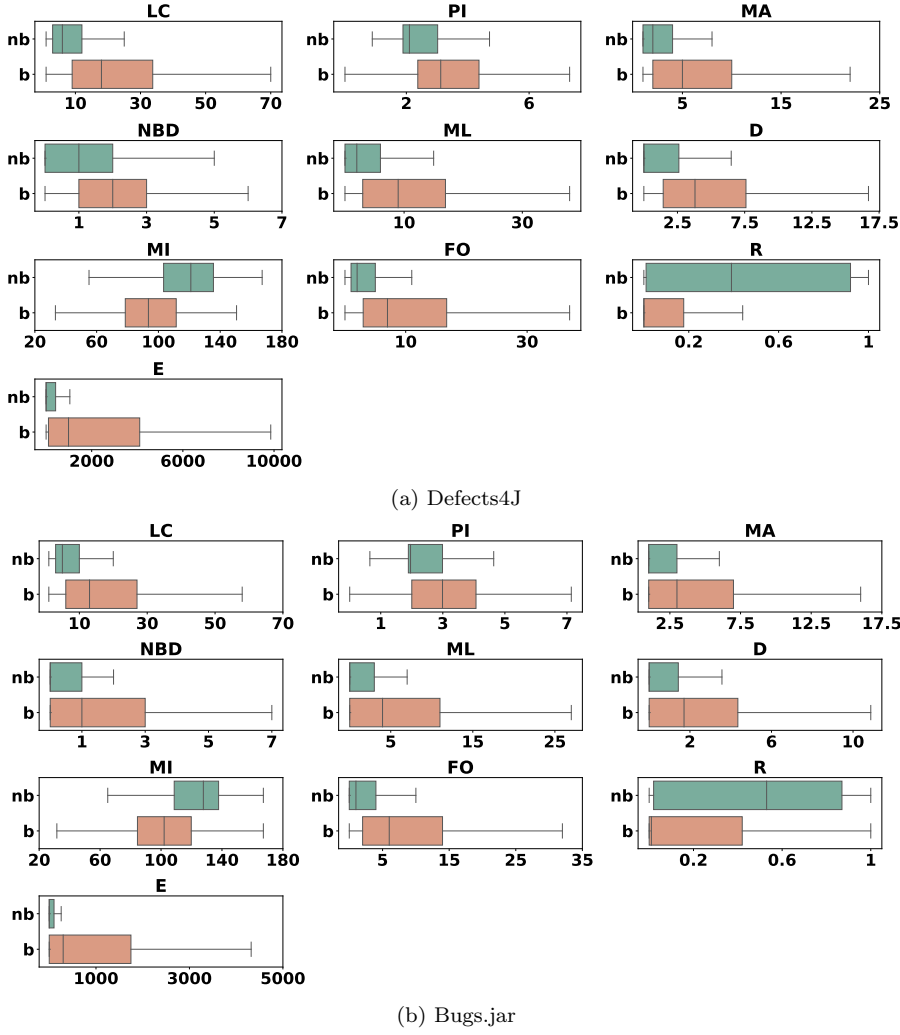 LC PI MA
nb nb nb
b b b
10 30 50 70 2 4 6 5 15 25
NBD ML D
nb nb nb
b b b
1 3 5 7 10 30 2.5 7.5 12.5 17.5
MI FO R
nb nb nb
b b b
20 60 100 140 180 10 30 0.2 0.6 1
E
nb
b
2000 6000 10000
(a) Defects4J
LC PI MA
nb nb nb
b b b
10 30 50 70 1 3 5 7 2.5 7.5 12.5 17.5
NBD ML D
nb nb nb
b b b
1 3 5 7 5 15 25 2 6 10
MI FO R
nb nb nb
b b b
20 60 100 140 180 5 15 25 35 0.2 0.6 1
E
nb
b
1000 3000 5000
(b) Bugs.jar